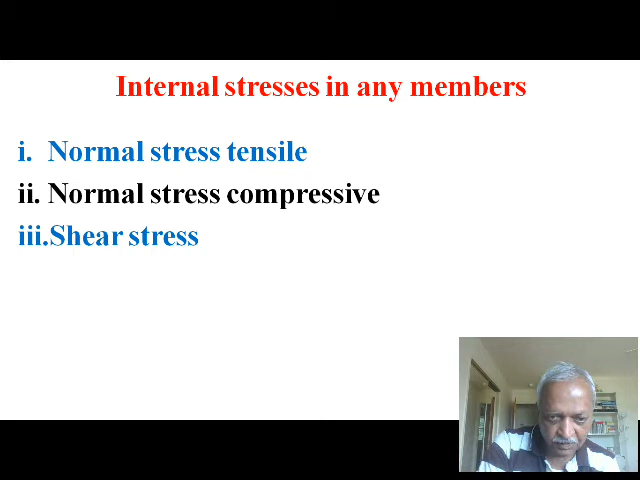 Internal stresses in any members
i. Normal stress tensile
ii. Normal stress compressive
iii.Shear stress